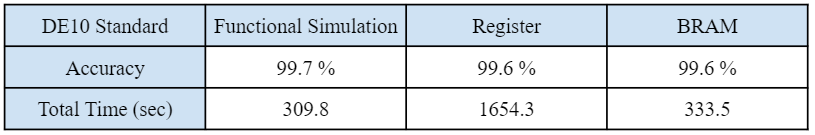 DE10 Standard Functional Simulation Register BRAM
Accuracy 99.7 % 99.6 % 99.6 %
Total Time (sec) 309.8 1654.3 333.5